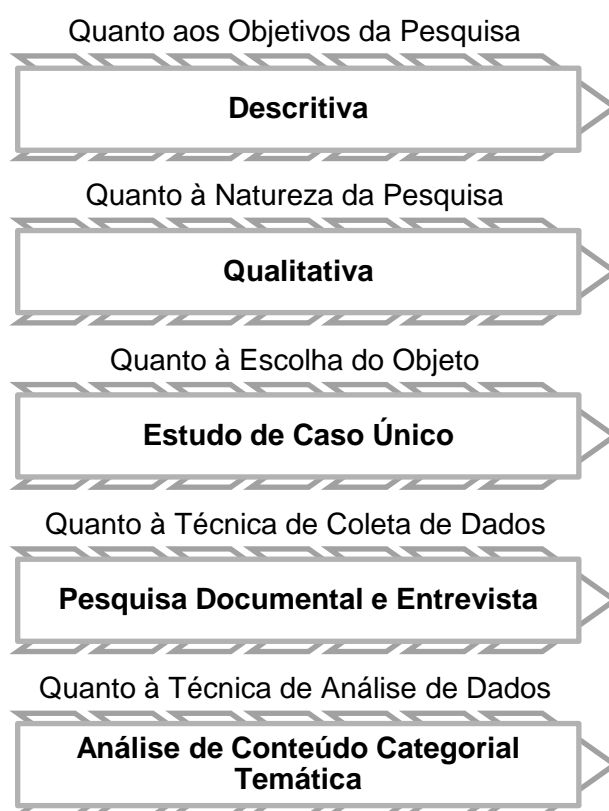 Quanto aos Objetivos da Pesquisa
Descritiva
Quanto à Natureza da Pesquisa
Qualitativa
Quanto à Escolha do Objeto
Estudo de Caso Único
Quanto à Técnica de Coleta de Dados
Pesquisa Documental e Entrevista
Quanto à Técnica de Análise de Dados
Análise de Conteúdo Categorial
Temática